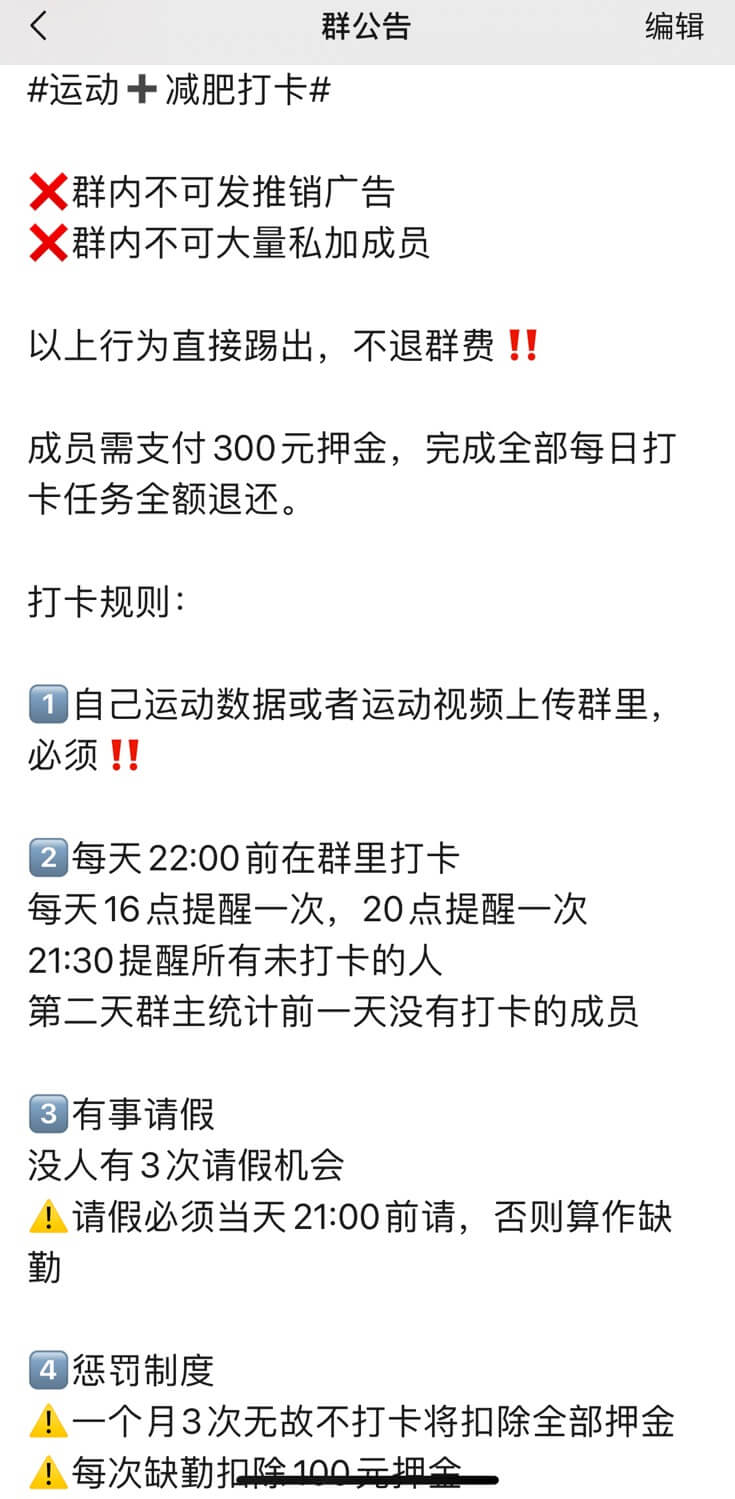 群公告
编辑
#运动➕减肥打卡#
❌群内不可发推销广告
❌群内不可大量私加成员
以上行为直接踢出，不退群费‼️
成员需支付300元押金，完成全部每日打
卡任务全额退还。
打卡规则：
1️⃣自己运动数据或者运动视频上传群里，
必须‼️
2️⃣每天22:00前在群里打卡
每天16点提醒一次，20点提醒一次
21:30提醒所有未打卡的人
第二天群主统计前一天没有打卡的成员
3️⃣有事请假
没人有3次请假机会
⚠️请假必须当天21:00前请，否则算作缺
勤
4️⃣惩罚制度
⚠️一个月3次无故不打卡将扣除全部押金
⚠️每次缺勤扣除100元押金